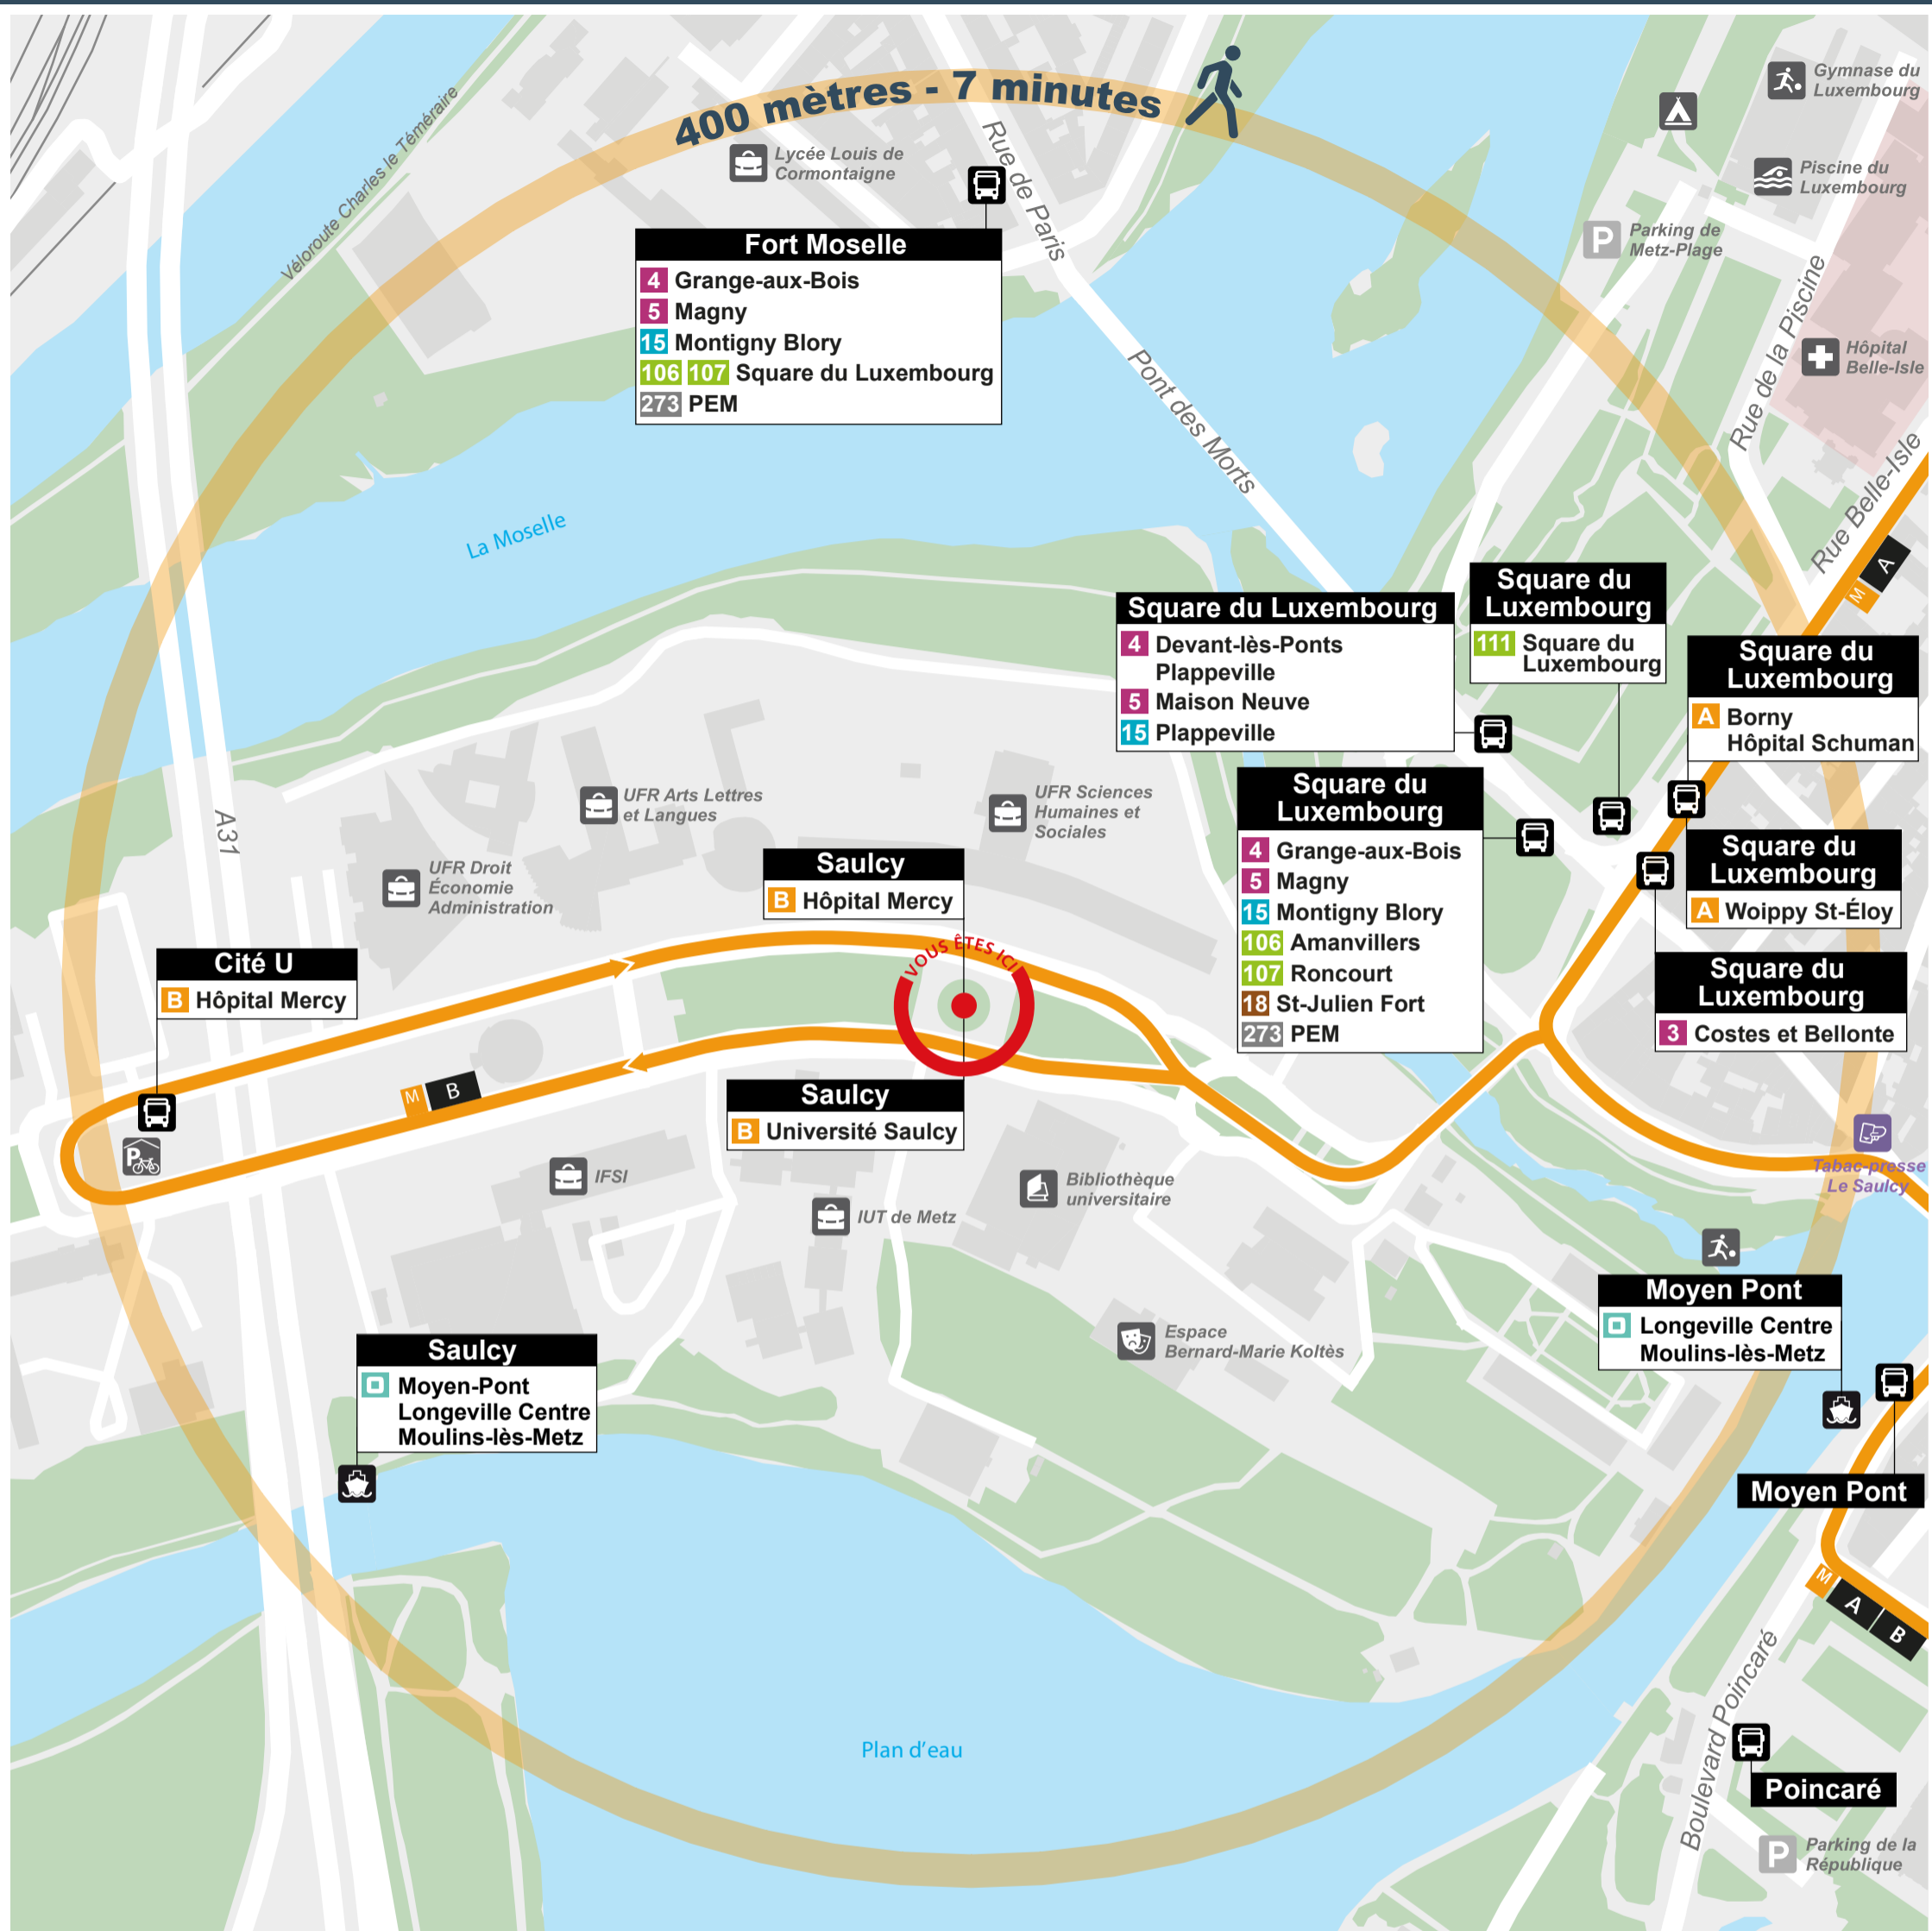 400 mètres - 7 minutes
Gymnase du
Luxembourg
Véloroute Charles le Téméraire
Lycée Louis de
Cormontaigne
Rue de Paris
Piscine du
Luxembourg
P
Parking de
Metz-Plage
Fort Moselle
4 Grange-aux-Bois
5 Magny
15 Montigny Blory
106 107 Square du Luxembourg
273 PEM
Rue de la Piscine
Hôpital
Belle-Isle
Pont des Morts
Rue Belle-Isle
La Moselle
M A
Square du Luxembourg
4 Devant-lès-Ponts
Plappeville
5 Maison Neuve
15 Plappeville
Square du
Luxembourg
111 Square du
Luxembourg
Square du
Luxembourg
A Borny
Hôpital Schuman
A31
UFR Arts Lettres
et Langues
UFR Sciences
Humaines et
Sociales
Square du
Luxembourg
4 Grange-aux-Bois
5 Magny
15 Montigny Blory
106 Amanvillers
107 Roncourt
18 St-Julien Fort
273 PEM
Square du
Luxembourg
A Woippy St-Éloy
UFR Droit
Économie
Administration
Saulcy
B Hôpital Mercy
VOUS ÊTES ICI
Square du
Luxembourg
3 Costes et Bellonte
Cité U
B Hôpital Mercy
M B
P
Saulcy
B Université Saulcy
IFSI
IUT de Metz
Bibliothèque
universitaire
Tabac-presse
Le Saulcy
Espace
Bernard-Marie Koltès
Moyen Pont
Longeville Centre
Moulins-lès-Metz
Saulcy
Moyen-Pont
Longeville Centre
Moulins-lès-Metz
Moyen Pont
M A B
Boulevard Poincaré
Plan d'eau
Poincaré
P
Parking de la
République